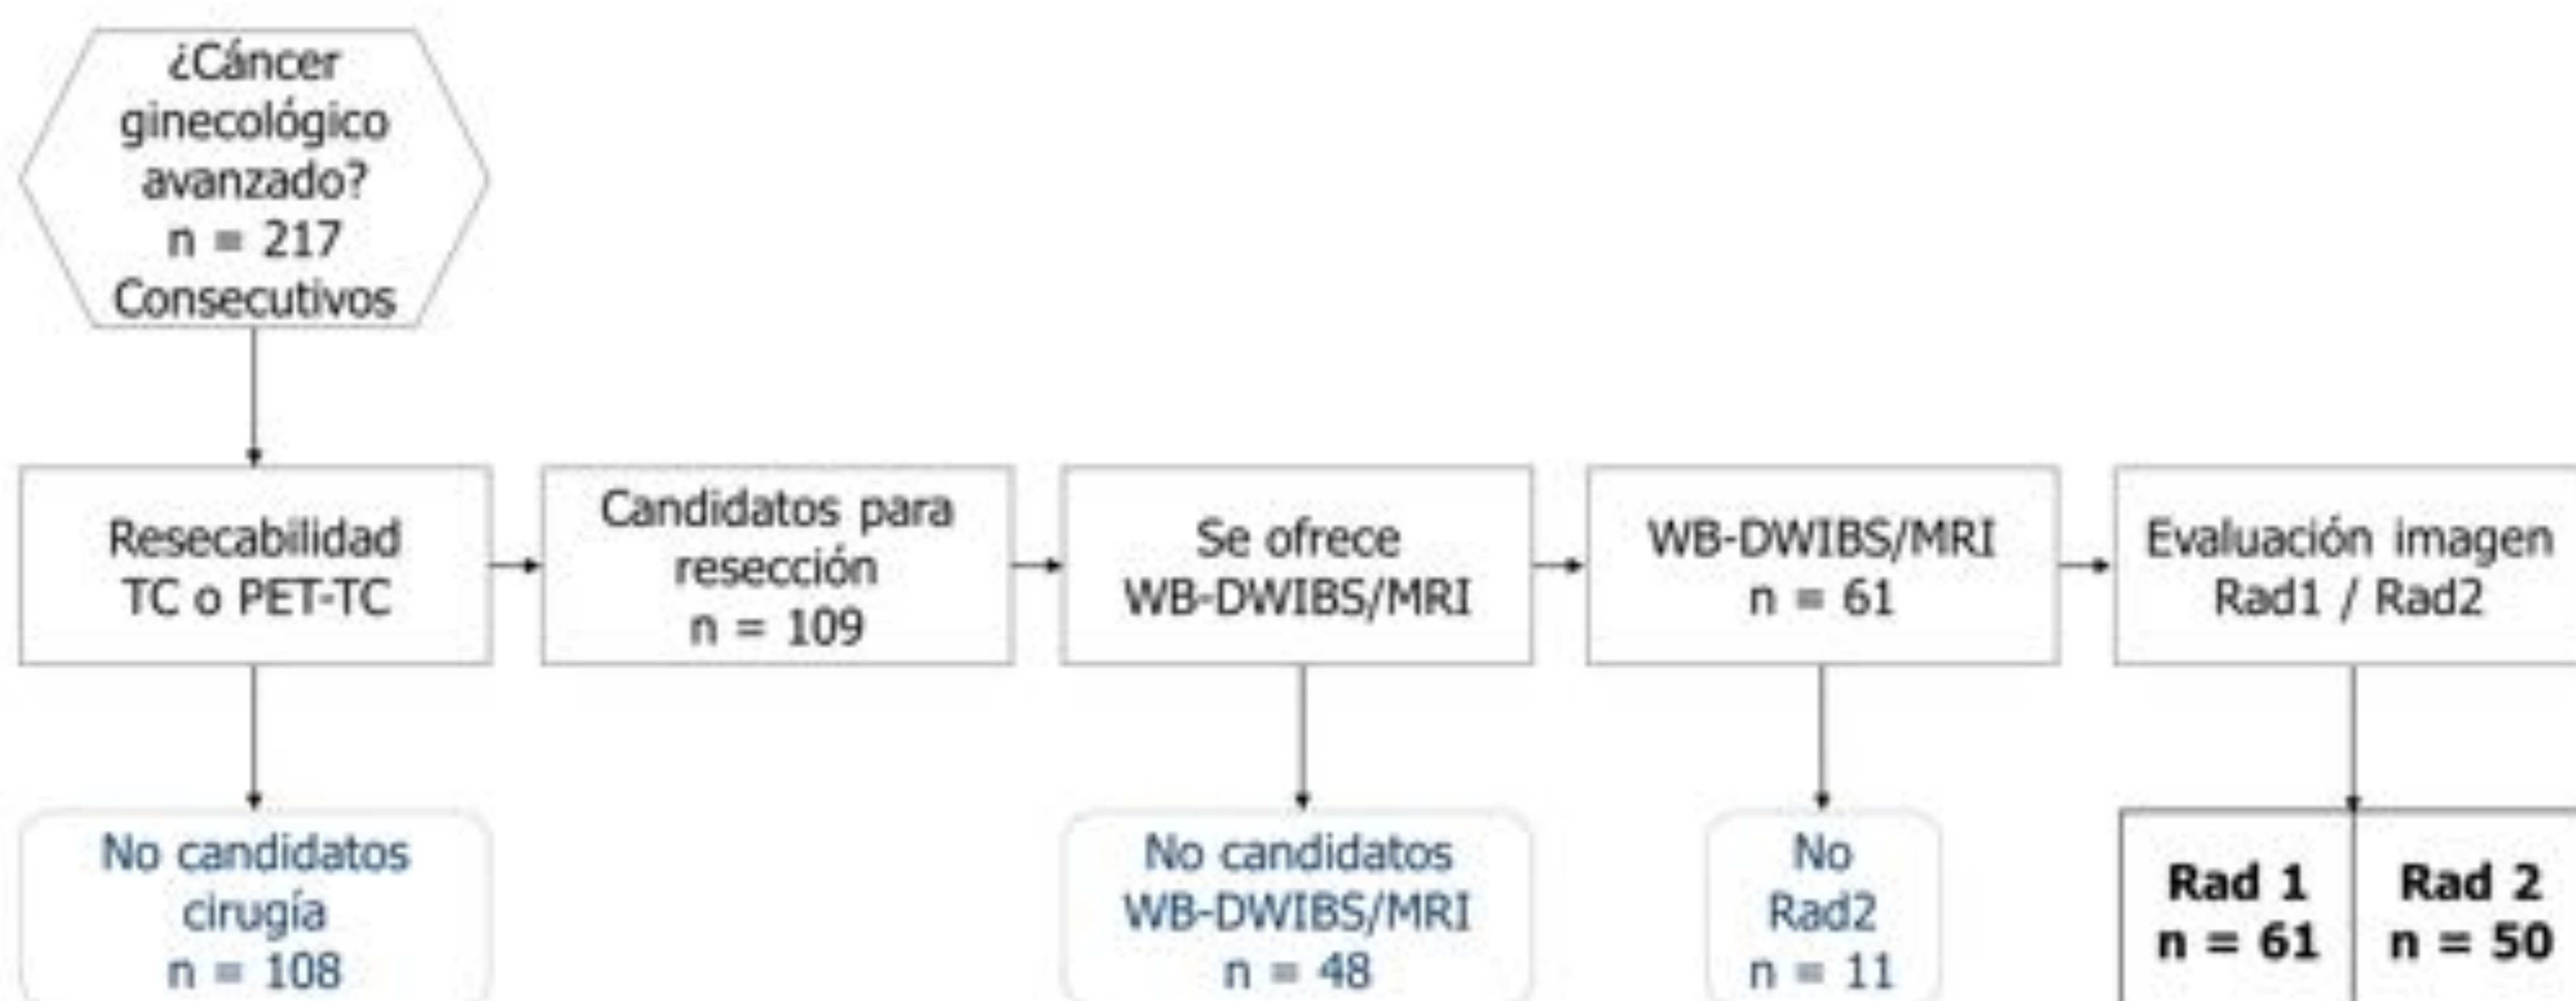 ¿Cáncer
ginecológico
avanzado?
n = 217
Consecutivos
Resecabilidad
TC o PET-TC
Candidatos para
resección
n = 109
Se ofrece
WB-DWIBS/MRI
WB-DWIBS/MRI
n = 61
Evaluación imagen
Rad1 / Rad2
No candidatos
cirugía
n = 108
No candidatos
WB-DWIBS/MRI
n = 48
No
Rad2
n = 11
Rad 1
n = 61
Rad 2
n = 50